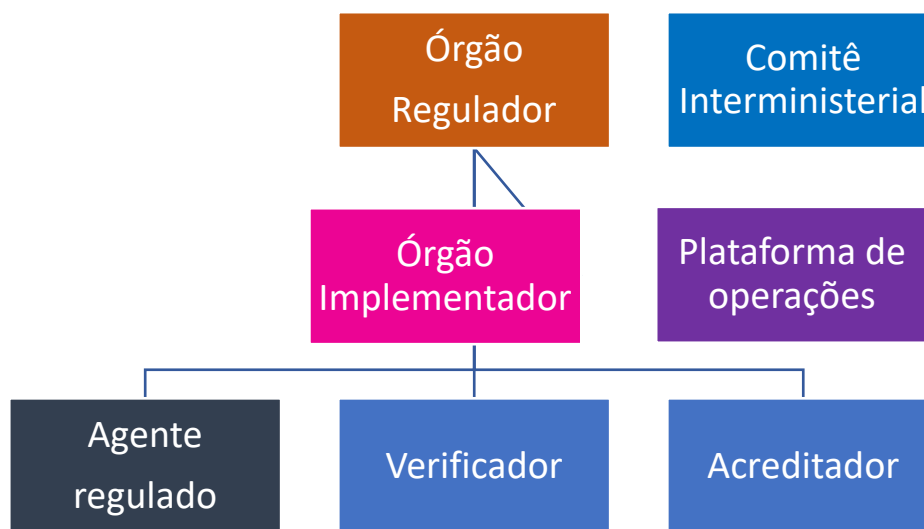 Órgão
Regulador
Comitê
Interministerial
Órgão
Implementador
Plataforma de
operações
Agente
regulado
Verificador
Acreditador